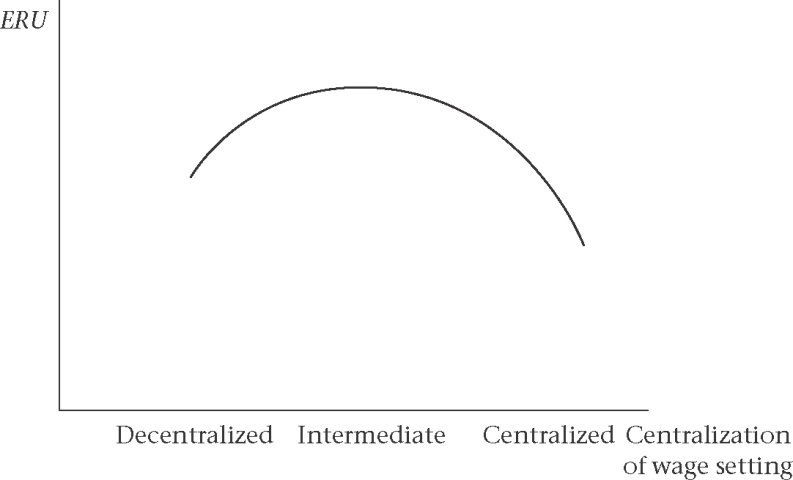 ERU
Decentralized Intermediate Centralized Centralization
of wage setting